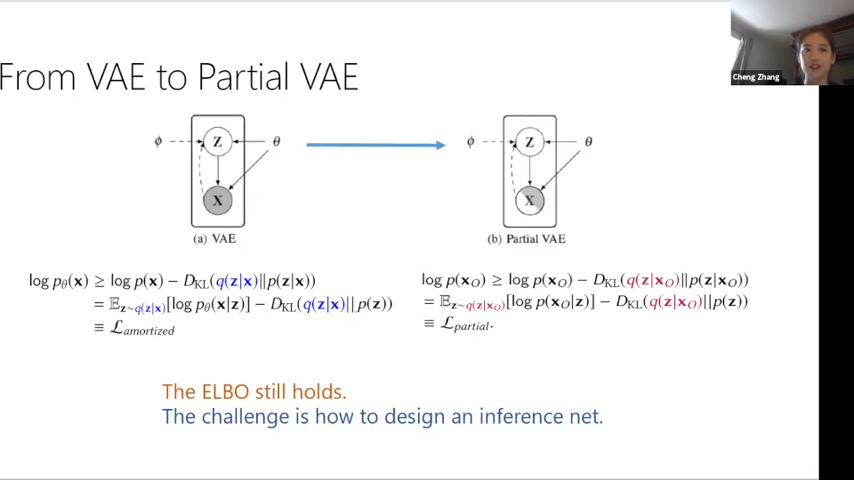 Cheng Zhang
From VAE to Partial VAE
ϕ Z θ
X
(a) VAE
ϕ Z θ
X
(b) Partial VAE
log p_θ(x) ≥ log p(x) − D_KL(q(z|x)‖p(z|x))
= 𝔼_z∼q(z|x)[log p_θ(x|z)] − D_KL(q(z|x)||p(z))
≡ ℒ_amortized
log p(x_O) ≥ log p(x_O) − D_KL(q(z|x_O)‖p(z|x_O))
= 𝔼_z∼q(z|x_O)[log p(x_O|z)] − D_KL(q(z|x_O)||p(z))
≡ ℒ_partial.
The ELBO still holds.
The challenge is how to design an inference net.